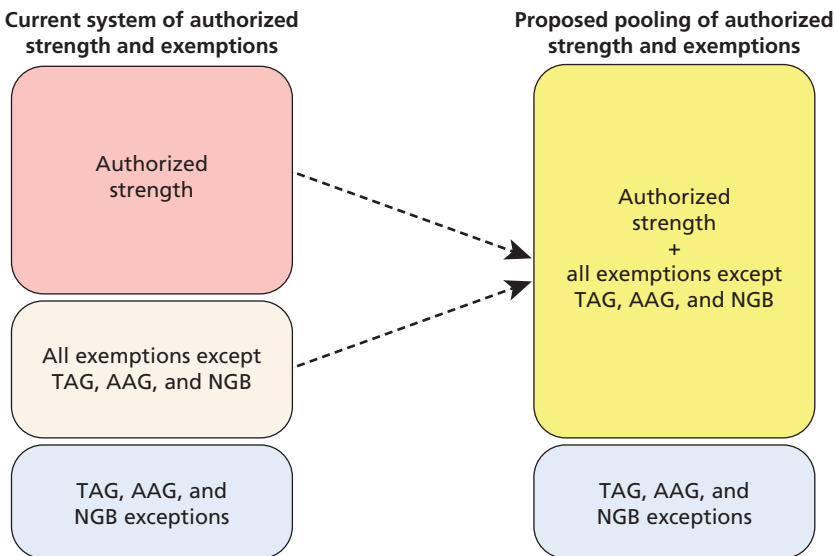 Current system of authorized
strength and exemptions
Authorized
strength
All exemptions except
TAG, AAG, and NGB
TAG, AAG, and
NGB exceptions
Proposed pooling of authorized
strength and exemptions
Authorized
strength
+
all exemptions except
TAG, AAG, and NGB
TAG, AAG, and
NGB exceptions